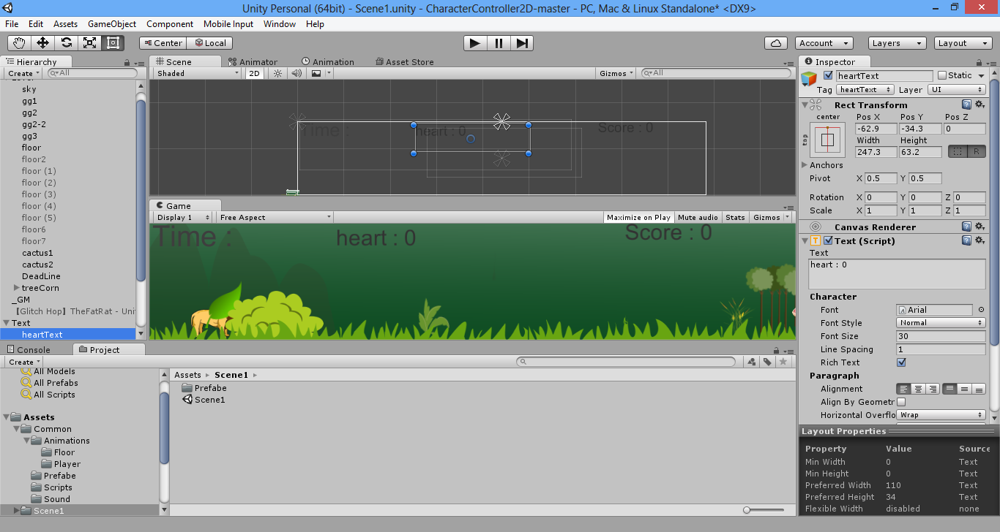 Unity Personal (64bit) - Scene1.unity - CharacterController2D-master - PC, Mac & Linux Standalone* <DX9>
File Edit Assets GameObject Component Mobile Input Window Help
Center Local Account Layers Layout
Hierarchy
Create All
sky
gg1
gg2
gg2-2
gg3
floor
floor2
floor (1)
floor (2)
floor (3)
floor (4)
floor (5)
floor6
floor7
cactus1
cactus2
DeadLine
treeCorn
_GM
【Glitch Hop】TheFatRat - Uni
Text
heartText
Scene Animator Animation Asset Store
Shaded 2D Gizmos All
Time :
heart : 0
Score : 0
Game
Display 1 Free Aspect Maximize on Play Mute audio Stats Gizmos
Time :
heart : 0
Score : 0
Console Project
Create
All Models
All Prefabs
All Scripts
Assets
Common
Animations
Floor
Player
Prefabe
Scripts
Sound
Scene1
Assets Scene1
Prefabe
Scene1
Inspector
heartText Static
Tag heartText Layer UI
Rect Transform
center
top
Pos X Pos Y Pos Z
-62.9 -34.3 0
Width Height
247.3 63.2 R
Anchors
Pivot X 0.5 Y 0.5
Rotation X 0 Y 0 Z 0
Scale X 1 Y 1 Z 1
Canvas Renderer
Text (Script)
Text
heart : 0
Character
Font Arial
Font Style Normal
Font Size 30
Line Spacing 1
Rich Text
Paragraph
Alignment
Align By Geometr
Horizontal Overflo Wrap
Layout Properties
Property Value Source
Min Width 0 Text
Min Height 0 Text
Preferred Width 110 Text
Preferred Height 34 Text
Flexible Width disabled none